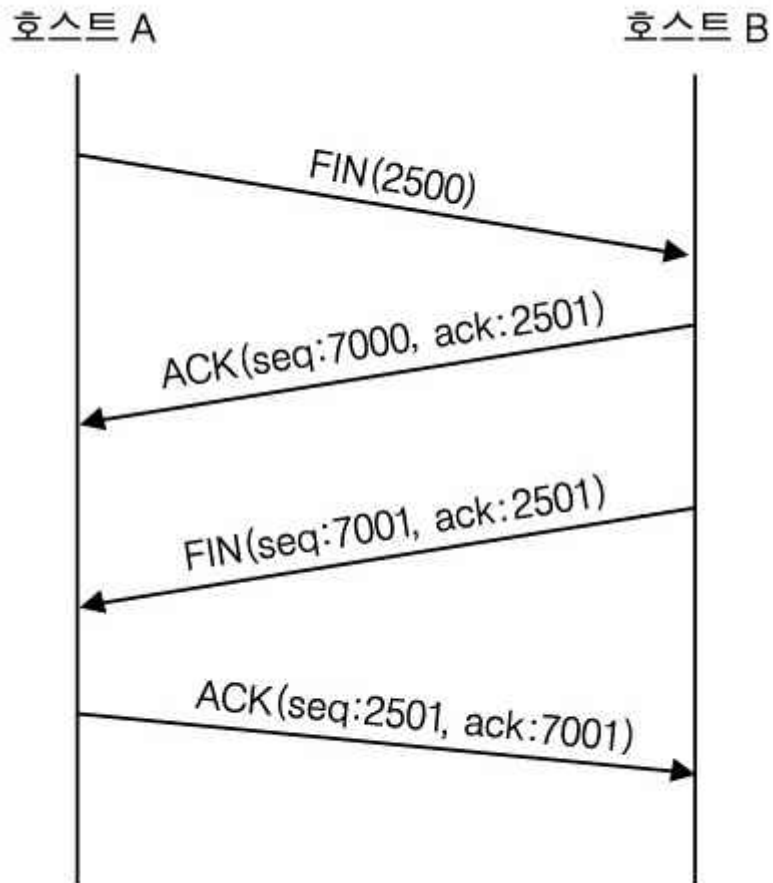 호스트 A 호스트 B
FIN(2500)
ACK(seq:7000, ack:2501)
FIN(seq:7001, ack:2501)
ACK(seq:2501, ack:7001)